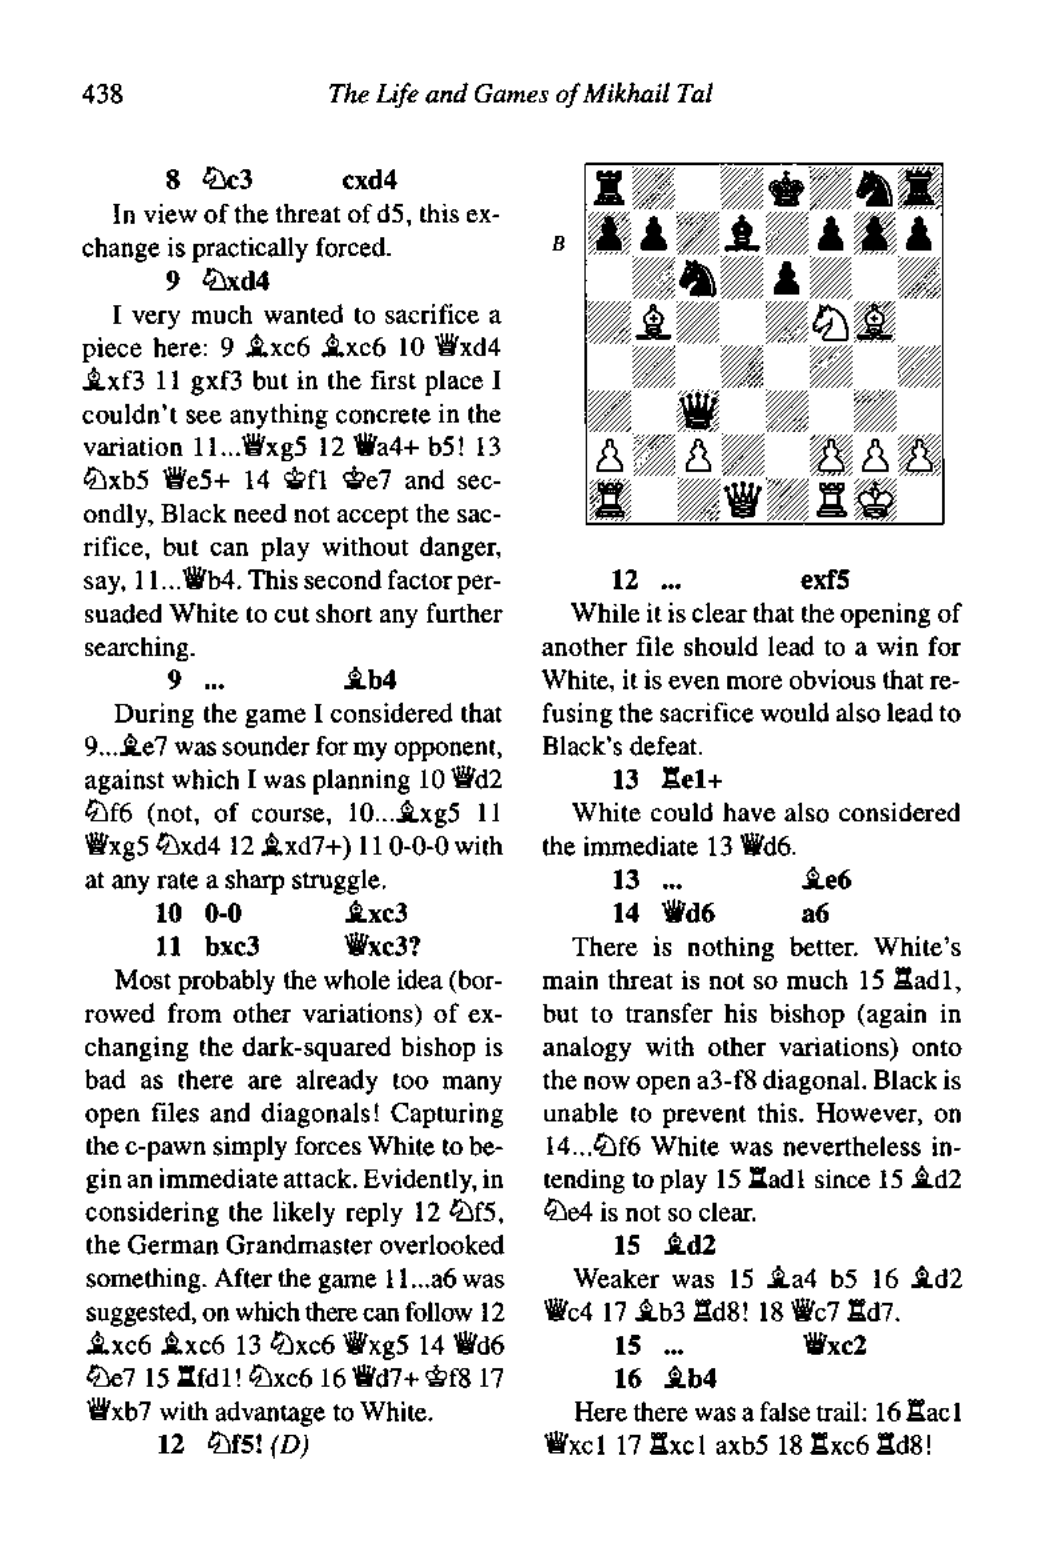 438
The Life and Games of Mikhail Tal
8 ♘c3 cxd4
In view of the threat of d5, this ex-
change is practically forced.
9 ♘xd4
I very much wanted to sacrifice a
piece here: 9 ♗xc6 ♗xc6 10 ♕xd4
♗xf3 11 gxf3 but in the first place I
couldn't see anything concrete in the
variation 11...♕xg5 12 ♕a4+ b5! 13
♘xb5 ♕e5+ 14 ♔f1 ♔e7 and sec-
ondly, Black need not accept the sac-
rifice, but can play without danger,
say, 11...♕b4. This second factor per-
suaded White to cut short any further
searching.
9 ... ♗b4
During the game I considered that
9...♗e7 was sounder for my opponent,
against which I was planning 10 ♕d2
♘f6 (not, of course, 10...♗xg5 11
♕xg5 ♘xd4 12 ♗xd7+) 11 0-0-0 with
at any rate a sharp struggle.
10 0-0 ♗xc3
11 bxc3 ♕xc3?
Most probably the whole idea (bor-
rowed from other variations) of ex-
changing the dark-squared bishop is
bad as there are already too many
open files and diagonals! Capturing
the c-pawn simply forces White to be-
gin an immediate attack. Evidently, in
considering the likely reply 12 ♘f5,
the German Grandmaster overlooked
something. After the game 11...a6 was
suggested, on which there can follow 12
♗xc6 ♗xc6 13 ♘xc6 ♕xg5 14 ♕d6
♘e7 15 ♖fd1! ♘xc6 16 ♕d7+ ♔f8 17
♕xb7 with advantage to White.
12 ♘f5! (D)
B
12 ... exf5
While it is clear that the opening of
another file should lead to a win for
White, it is even more obvious that re-
fusing the sacrifice would also lead to
Black's defeat.
13 ♖e1+
White could have also considered
the immediate 13 ♕d6.
13 ... ♗e6
14 ♕d6 a6
There is nothing better. White's
main threat is not so much 15 ♖ad1,
but to transfer his bishop (again in
analogy with other variations) onto
the now open a3-f8 diagonal. Black is
unable to prevent this. However, on
14...♘f6 White was nevertheless in-
tending to play 15 ♖ad1 since 15 ♗d2
♘e4 is not so clear.
15 ♗d2
Weaker was 15 ♗a4 b5 16 ♗d2
♕c4 17 ♗b3 ♖d8! 18 ♕c7 ♖d7.
15 ... ♕xc2
16 ♗b4
Here there was a false trail: 16 ♖ac1
♕xc1 17 ♖xc1 axb5 18 ♖xc6 ♖d8!